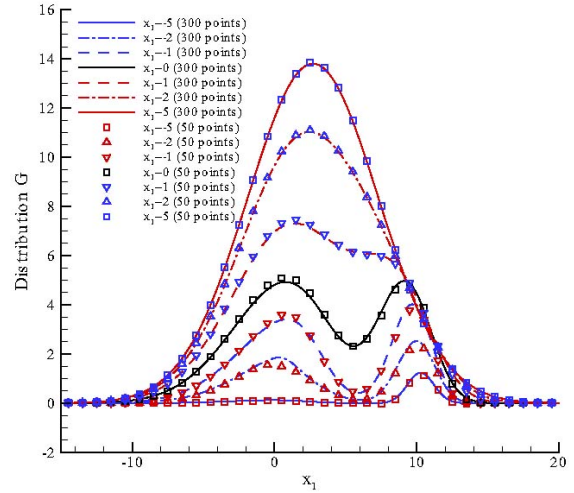 16
14
12
10
8
6
4
2
0
-2
Distribution G
x₁--5 (300 points)
x₁--2 (300 points)
x₁--1 (300 points)
x₁-0 (300 points)
x₁-1 (300 points)
x₁-2 (300 points)
x₁-5 (300 points)
x₁--5 (50 points)
x₁--2 (50 points)
x₁--1 (50 points)
x₁-0 (50 points)
x₁-1 (50 points)
x₁-2 (50 points)
x₁-5 (50 points)
-10 0 10 20
x₁